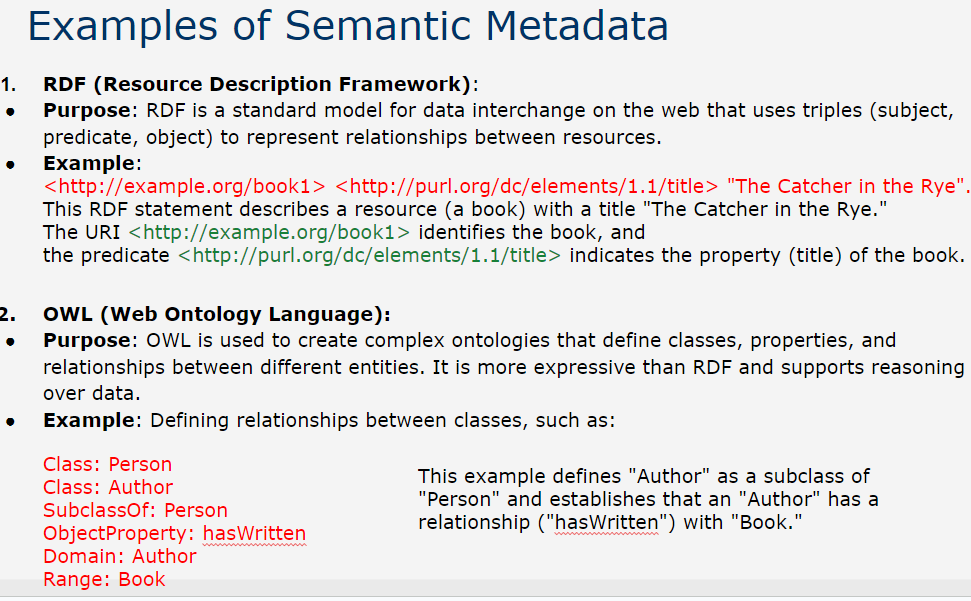 Examples of Semantic Metadata
1. RDF (Resource Description Framework):
• Purpose: RDF is a standard model for data interchange on the web that uses triples (subject,
predicate, object) to represent relationships between resources.
• Example:
<http://example.org/book1> <http://purl.org/dc/elements/1.1/title> "The Catcher in the Rye".
This RDF statement describes a resource (a book) with a title "The Catcher in the Rye."
The URI <http://example.org/book1> identifies the book, and
the predicate <http://purl.org/dc/elements/1.1/title> indicates the property (title) of the book.
2. OWL (Web Ontology Language):
• Purpose: OWL is used to create complex ontologies that define classes, properties, and
relationships between different entities. It is more expressive than RDF and supports reasoning
over data.
• Example: Defining relationships between classes, such as:
Class: Person
Class: Author
SubclassOf: Person
ObjectProperty: hasWritten
Domain: Author
Range: Book
This example defines "Author" as a subclass of
"Person" and establishes that an "Author" has a
relationship ("hasWritten") with "Book."